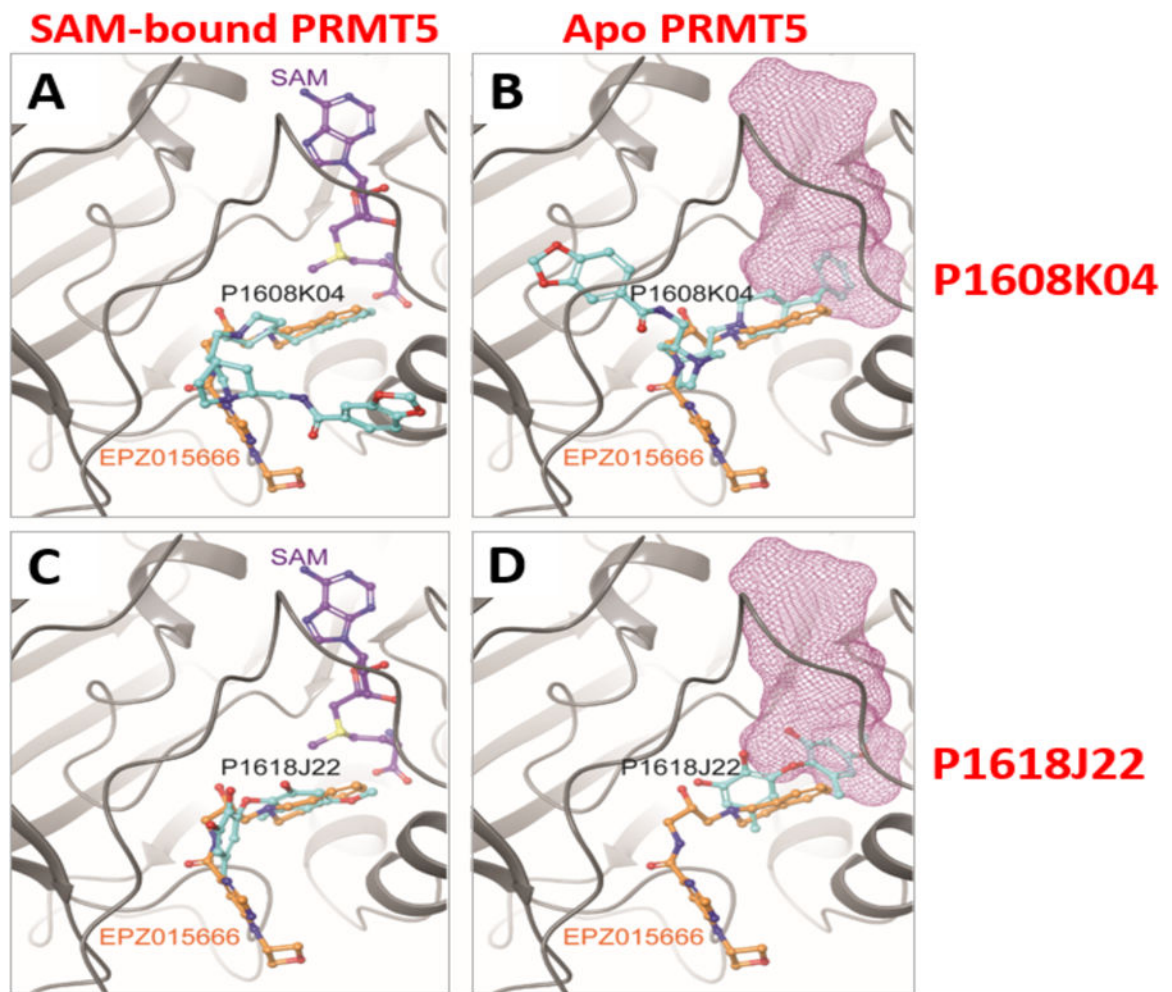 SAM-bound PRMT5
Apo PRMT5
A
SAM
P1608K04
EPZ015666
B
P1608K04
EPZ015666
P1608K04
C
SAM
P1618J22
EPZ015666
D
P1618J22
EPZ015666
P1618J22